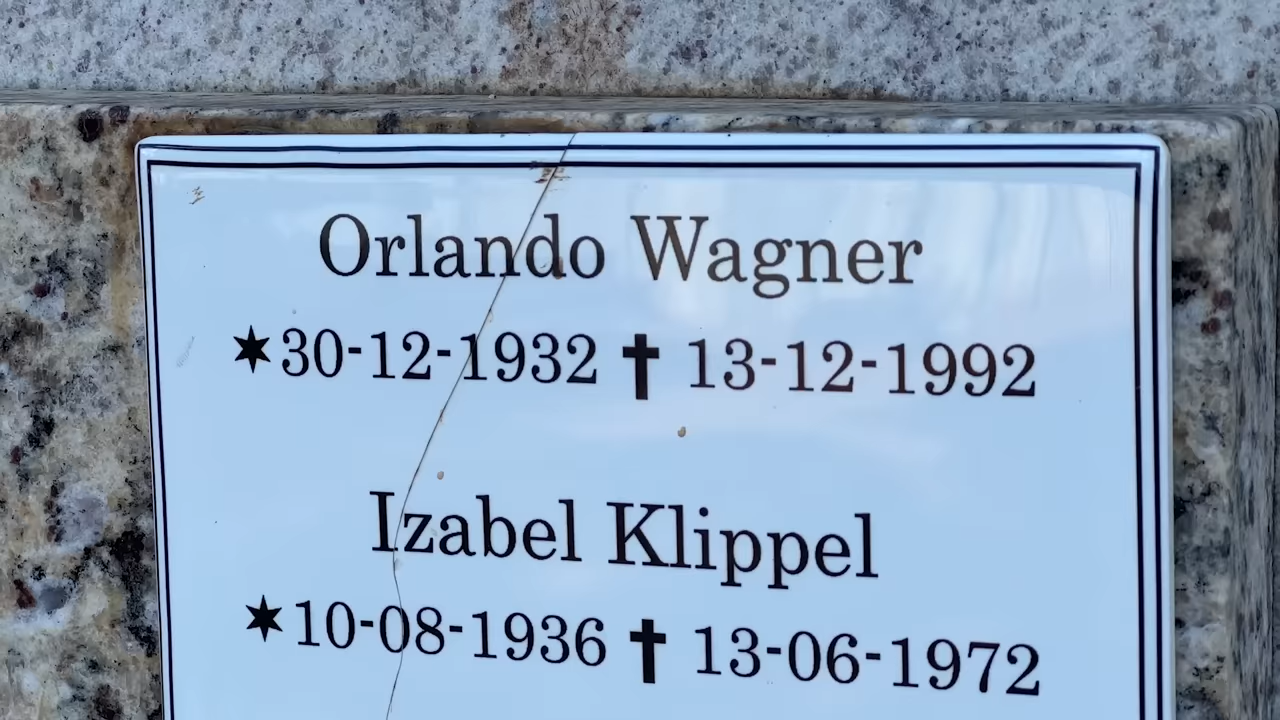 Orlando Wagner
✶30-12-1932 ✝ 13-12-1992
Izabel Klippel
✶10-08-1936 ✝ 13-06-1972